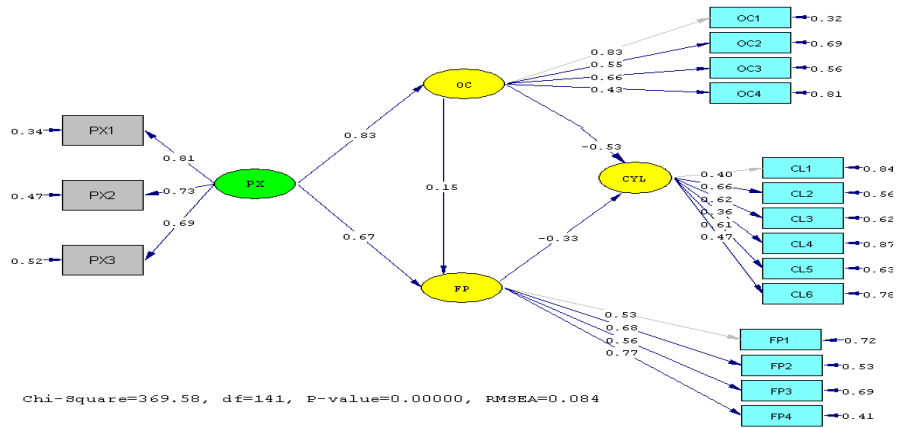 OC1 0.32
0.83
OC2 0.69
0.55
OC3 0.56
0.66
OC4 0.81
0.43
OC
0.34 PX1
0.81
0.83
-0.53
PX
0.47 PX2
-0.73
0.15
CYL
0.69
0.67
-0.33
0.52 PX3
CL1 0.84
0.40
CL2 0.56
0.66
CL3 0.62
0.62
CL4 0.87
0.36
CL5 0.63
0.61
CL6 0.78
0.47
FP
0.53
FP1 0.72
0.68
FP2 0.53
0.56
FP3 0.69
0.77
FP4 0.41
Chi-Square=369.58, df=141, P-value=0.00000, RMSEA=0.084